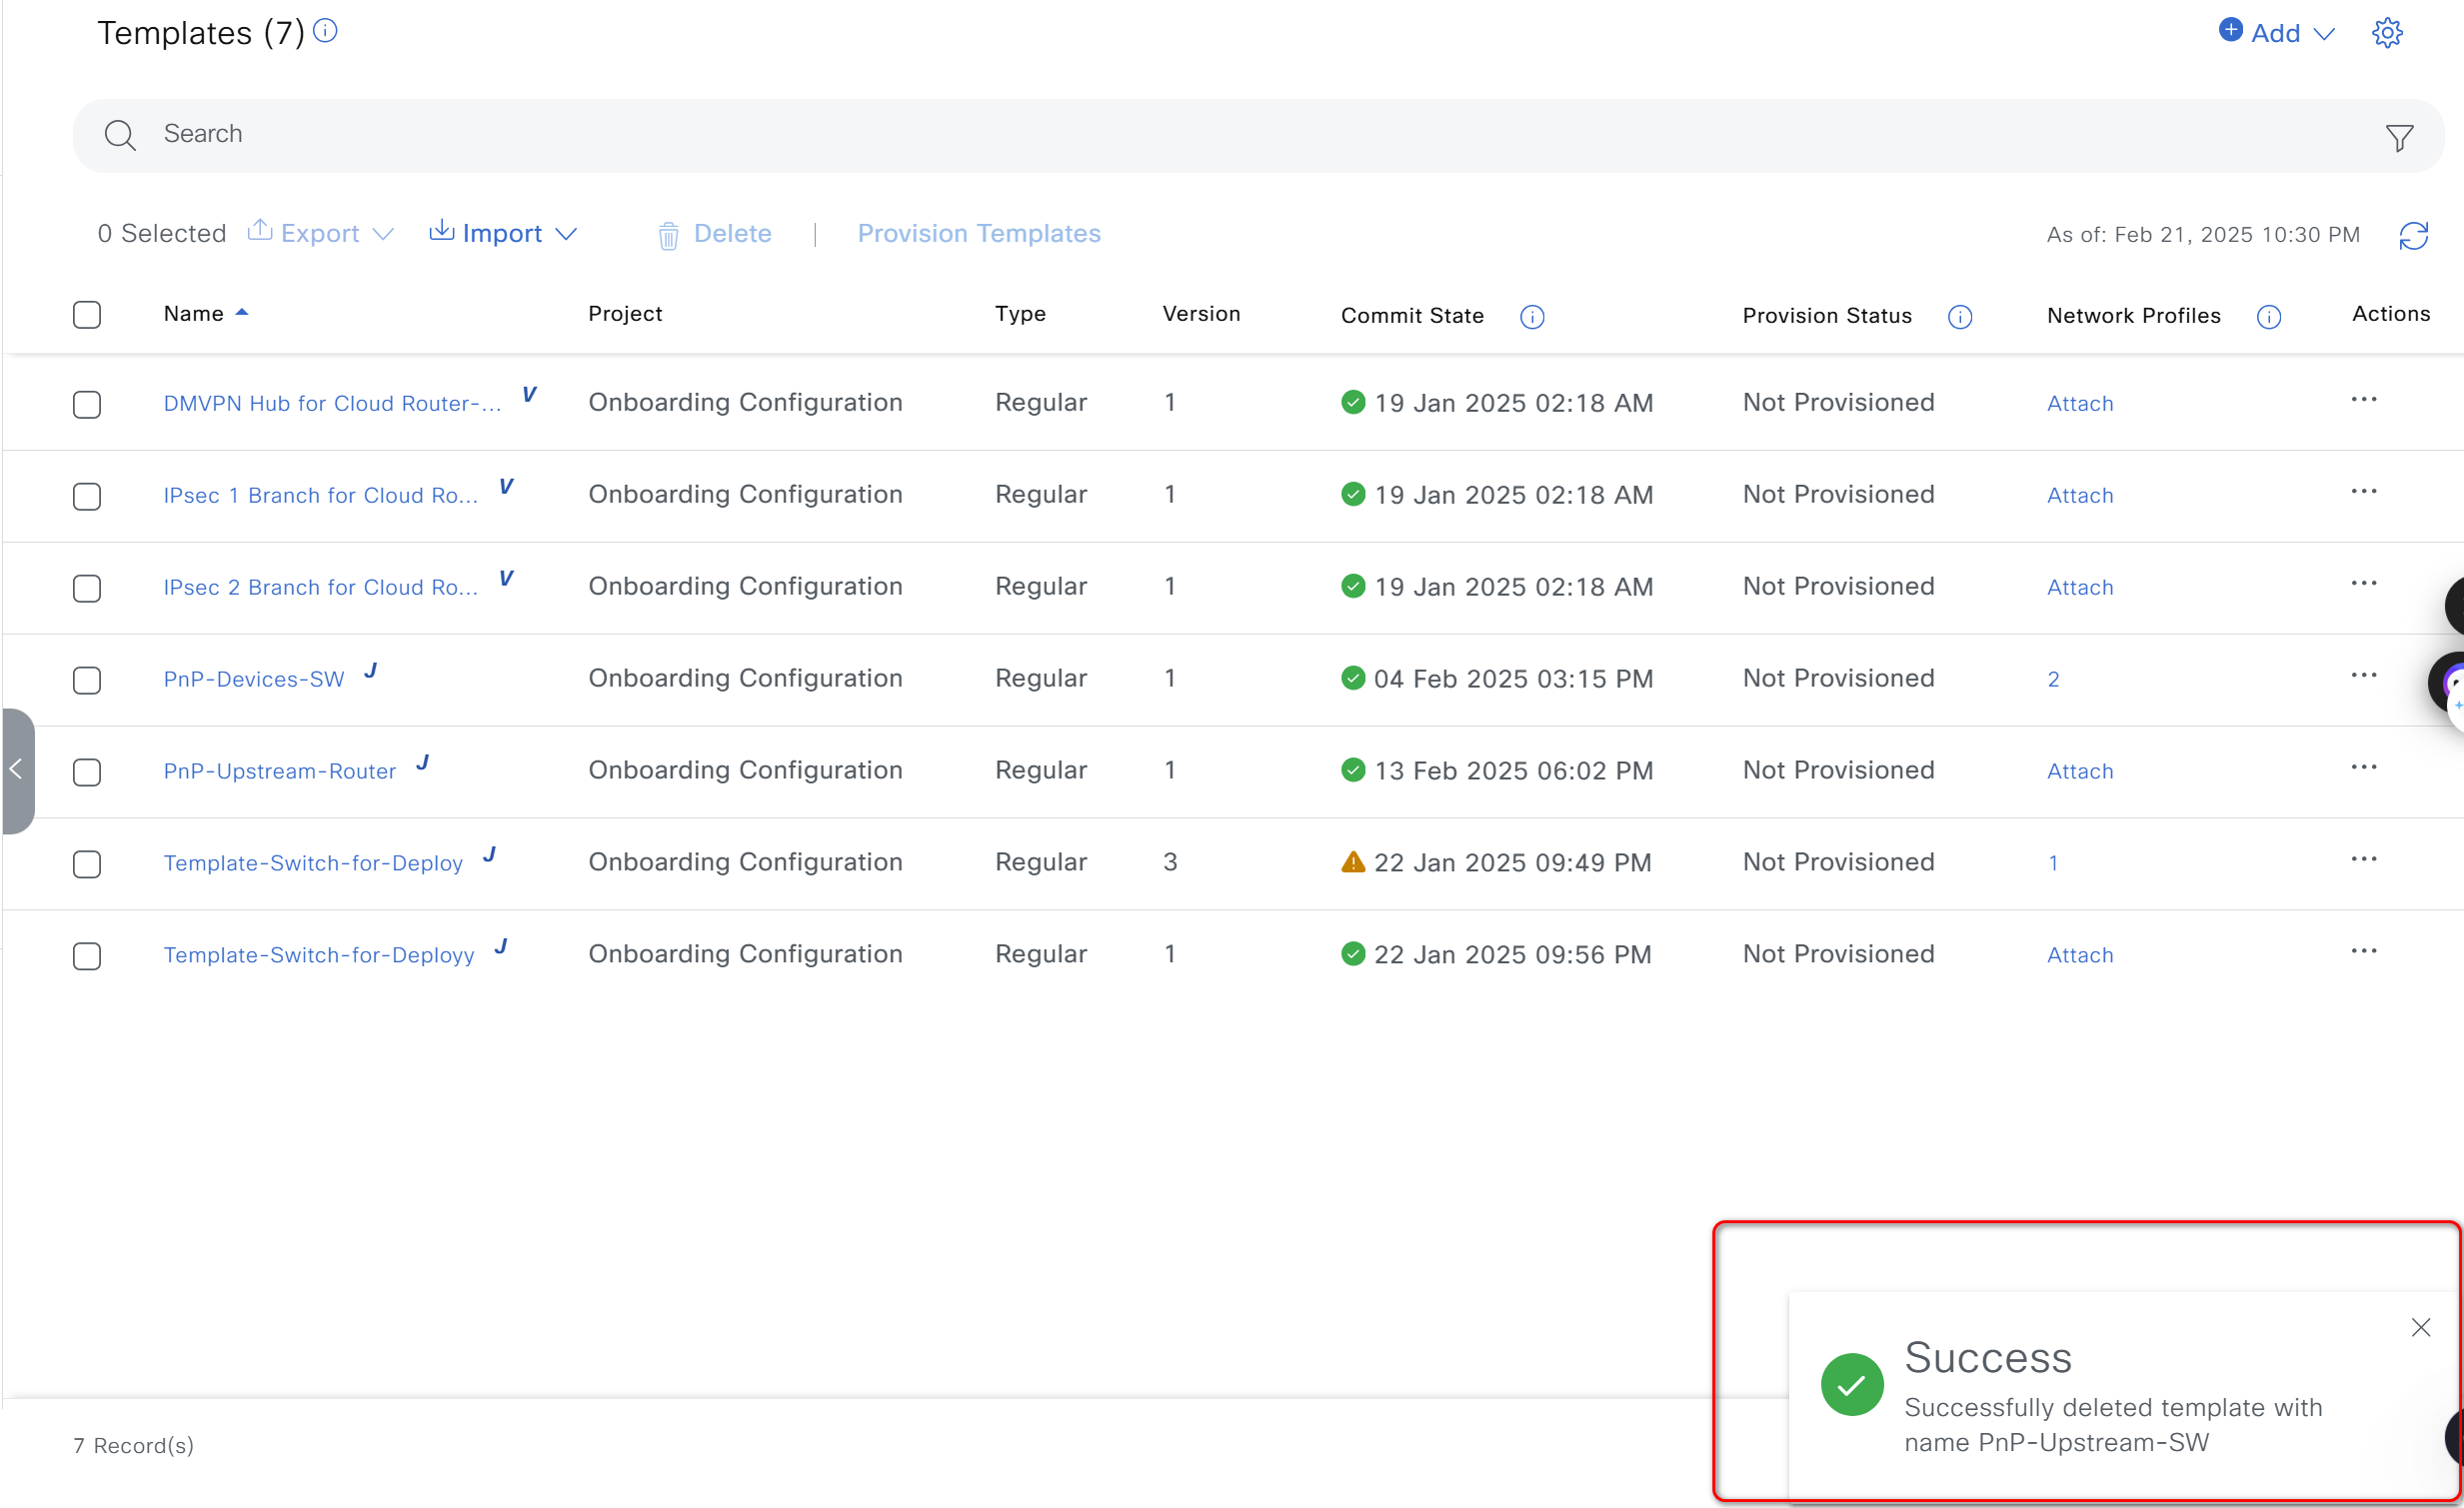 Templates (7)
Add
Search
0 Selected Export Import Delete | Provision Templates As of: Feb 21, 2025 10:30 PM
Name Project Type Version Commit State Provision Status Network Profiles Actions
DMVPN Hub for Cloud Router-... V Onboarding Configuration Regular 1 19 Jan 2025 02:18 AM Not Provisioned Attach ...
IPsec 1 Branch for Cloud Ro... V Onboarding Configuration Regular 1 19 Jan 2025 02:18 AM Not Provisioned Attach ...
IPsec 2 Branch for Cloud Ro... V Onboarding Configuration Regular 1 19 Jan 2025 02:18 AM Not Provisioned Attach ...
PnP-Devices-SW J Onboarding Configuration Regular 1 04 Feb 2025 03:15 PM Not Provisioned 2 ...
PnP-Upstream-Router J Onboarding Configuration Regular 1 13 Feb 2025 06:02 PM Not Provisioned Attach ...
Template-Switch-for-Deploy J Onboarding Configuration Regular 3 22 Jan 2025 09:49 PM Not Provisioned 1 ...
Template-Switch-for-Deployy J Onboarding Configuration Regular 1 22 Jan 2025 09:56 PM Not Provisioned Attach ...
Success
Successfully deleted template with
name PnP-Upstream-SW
7 Record(s)